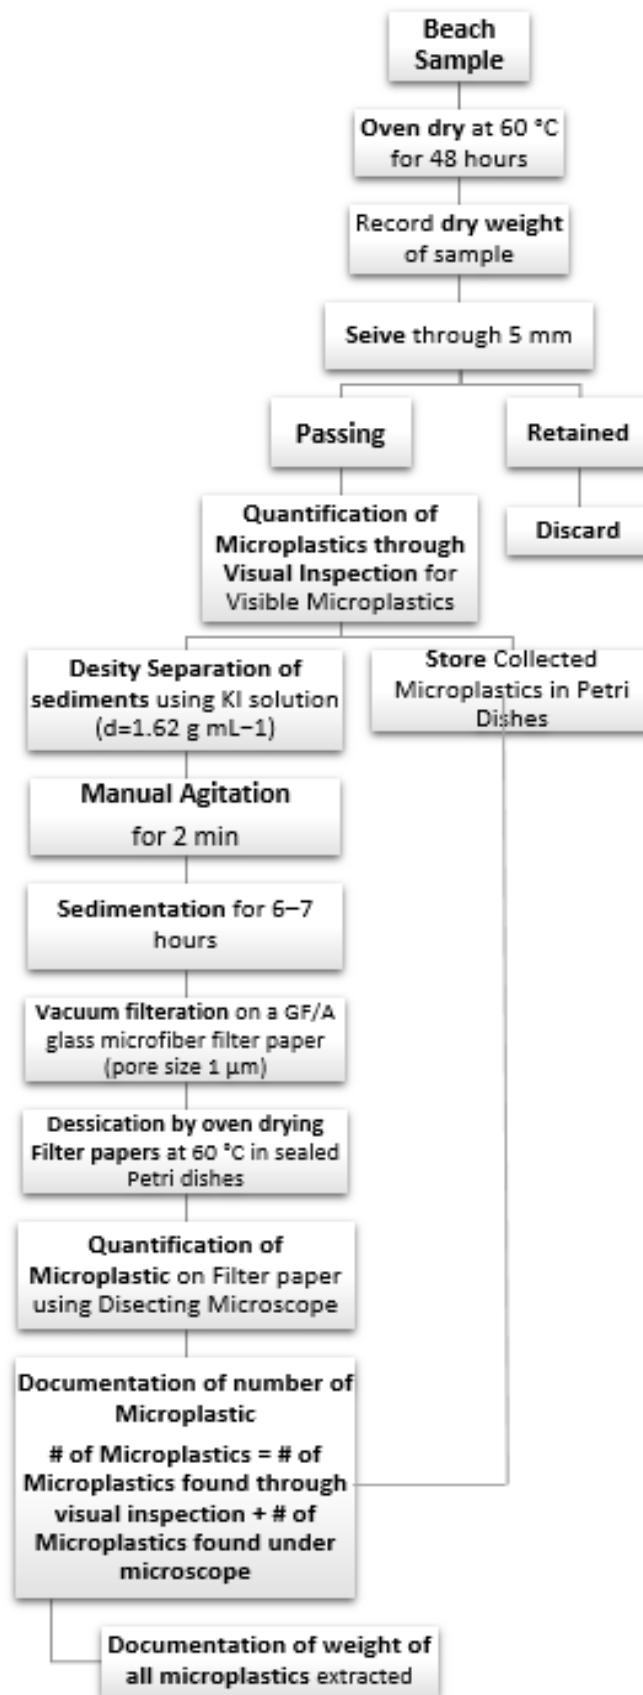 Beach
Sample
Oven dry at 60 °C
for 48 hours
Record dry weight
of sample
Seive through 5 mm
Passing
Retained
Quantification of
Microplastics through
Visual Inspection for
Visible Microplastics
Discard
Desity Separation of
sediments using KI solution
(d=1.62 g mL−1)
Store Collected
Microplastics in Petri
Dishes
Manual Agitation
for 2 min
Sedimentation for 6–7
hours
Vacuum filteration on a GF/A
glass microfiber filter paper
(pore size 1 μm)
Dessication by oven drying
Filter papers at 60 °C in sealed
Petri dishes
Quantification of
Microplastic on Filter paper
using Disecting Microscope
Documentation of number of
Microplastic
# of Microplastics = # of
Microplastics found through
visual inspection + # of
Microplastics found under
microscope
Documentation of weight of
all microplastics extracted